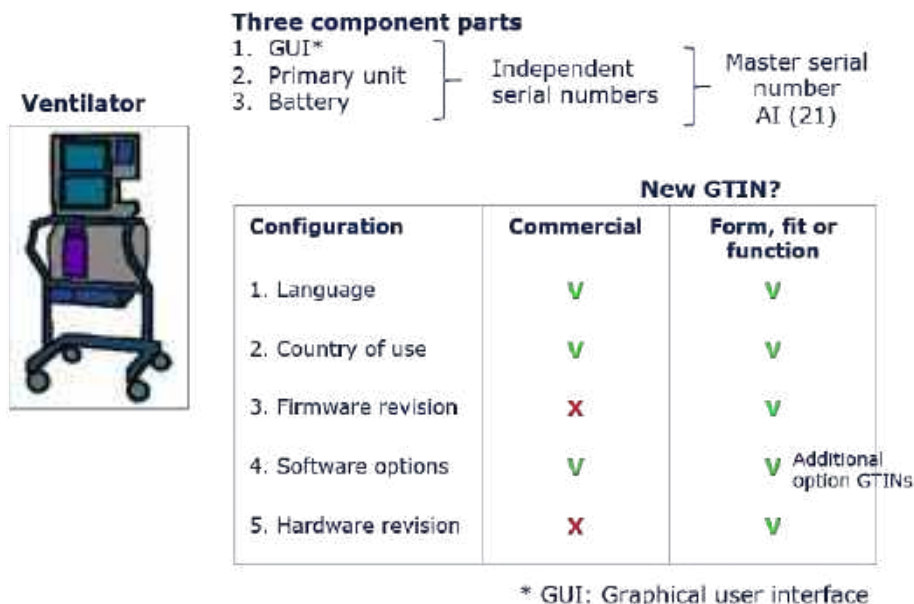 Three component parts
1. GUI*
2. Primary unit
3. Battery
Independent
serial numbers
Master serial
number
AI (21)
Ventilator
New GTIN?
Configuration Commercial Form, fit or
function
1. Language V V
2. Country of use V V
3. Firmware revision X V
4. Software options V V Additional
option GTINs
5. Hardware revision X V
* GUI: Graphical user interface